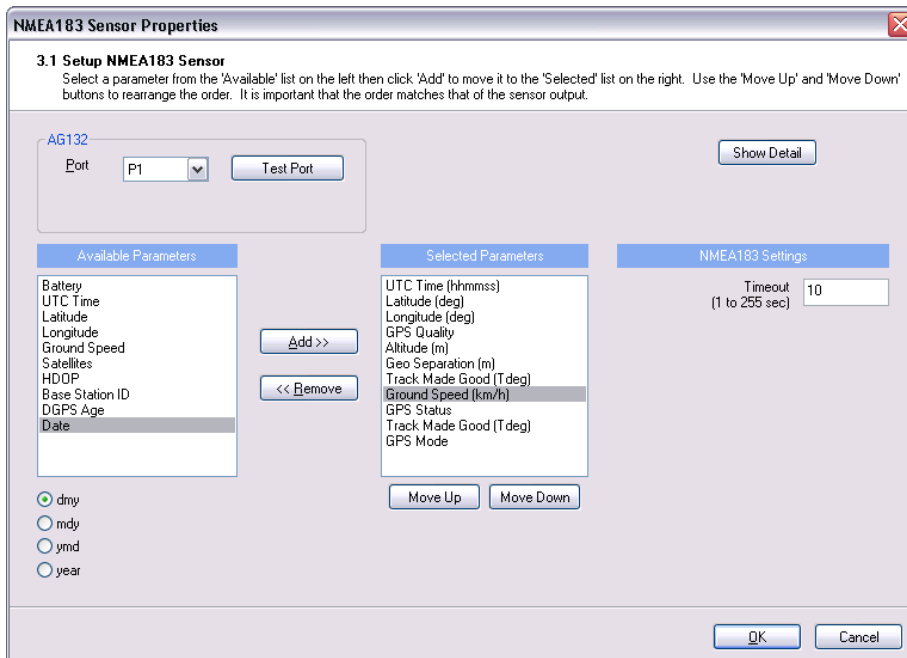 NMEA183 Sensor Properties
3.1 Setup NMEA183 Sensor
Select a parameter from the 'Available' list on the left then click 'Add' to move it to the 'Selected' list on the right. Use the 'Move Up' and 'Move Down'
buttons to rearrange the order. It is important that the order matches that of the sensor output.
AG132
Port
P1
Test Port
Show Detail
Available Parameters
Battery
UTC Time
Latitude
Longitude
Ground Speed
Satellites
HDOP
Base Station ID
DGPS Age
Date
Add >>
<< Remove
Selected Parameters
UTC Time (hhmmss)
Latitude (deg)
Longitude (deg)
GPS Quality
Altitude (m)
Geo Separation (m)
Track Made Good (Tdeg)
Ground Speed (km/h)
GPS Status
Track Made Good (Tdeg)
GPS Mode
Move Up
Move Down
NMEA183 Settings
Timeout
(1 to 255 sec)
10
dmy
mdy
ymd
year
OK
Cancel